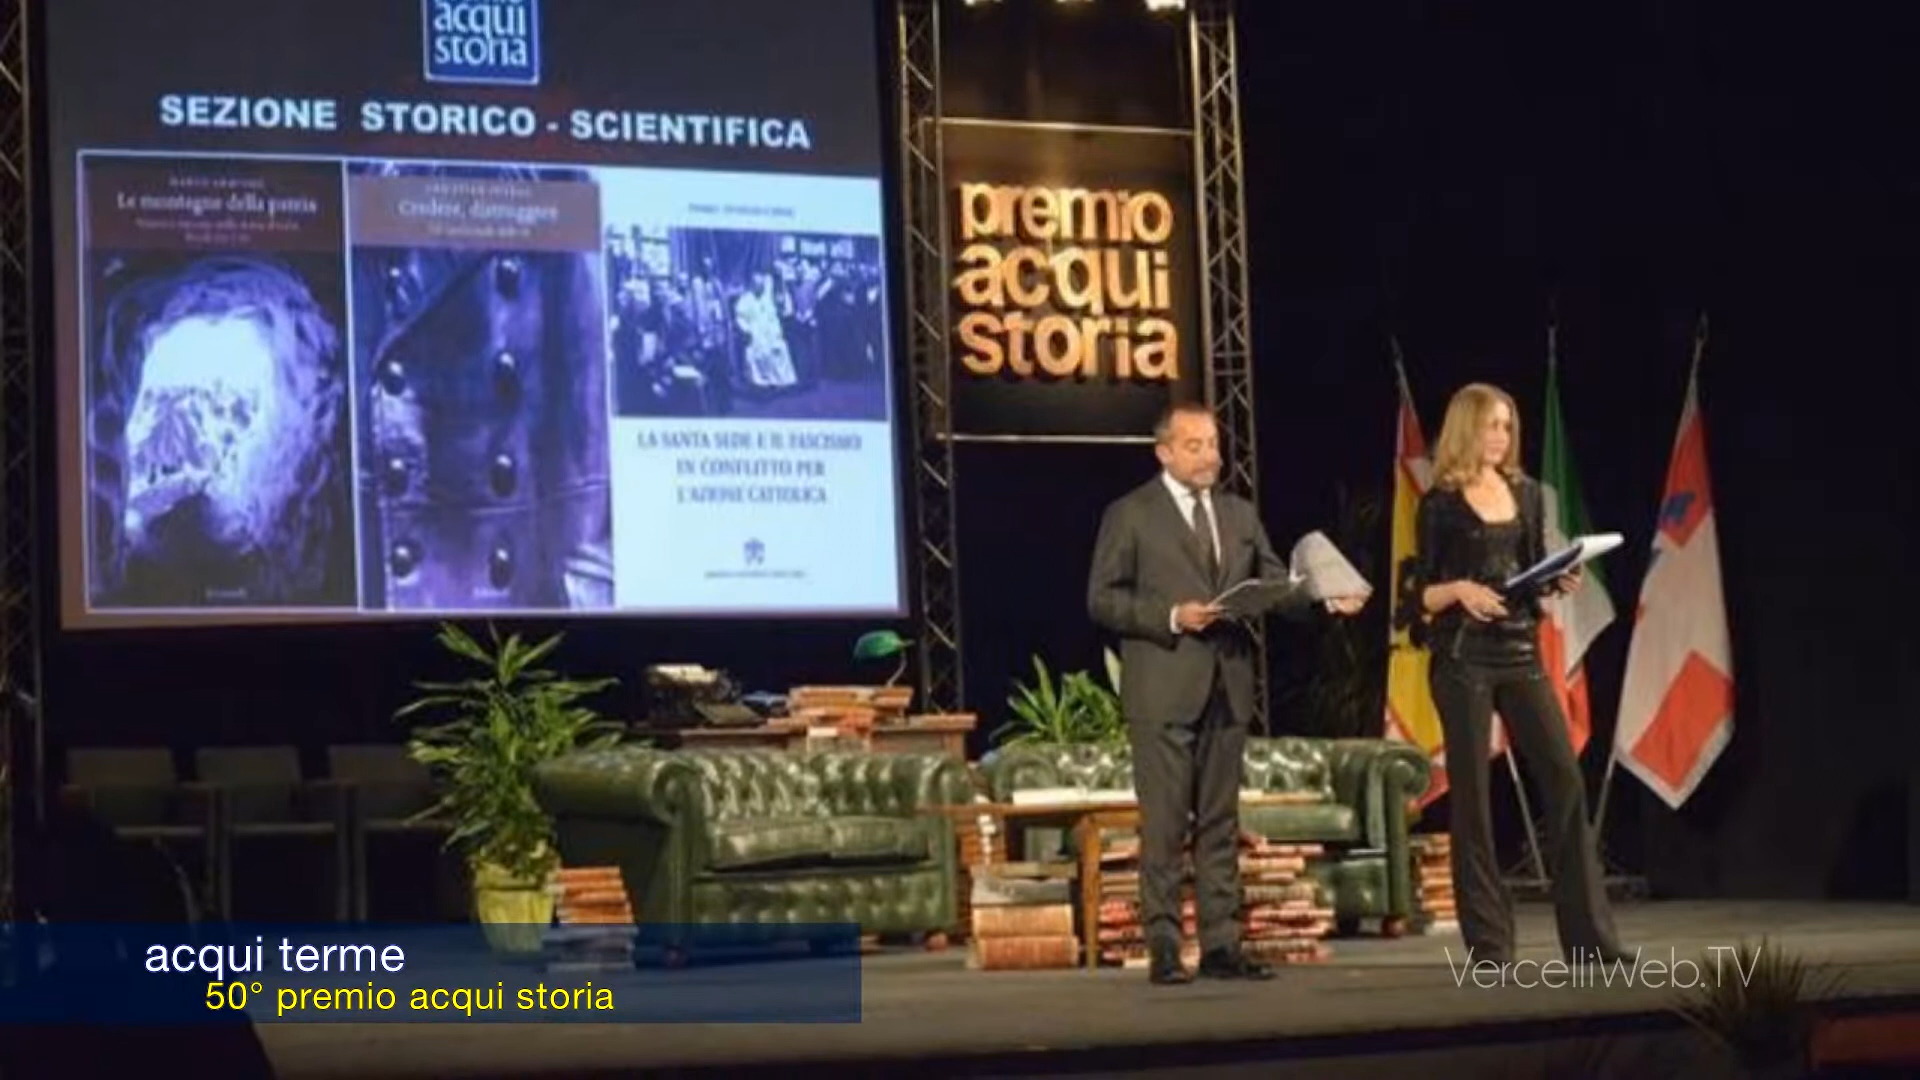 acqui
storia
SEZIONE STORICO - SCIENTIFICA
Le montagne della patria
Credere, distruggere
LA SANTA SEDE E IL FASCISMO
IN CONFLITTO PER
L'AZIONE CATTOLICA
premio
acqui
storia
acqui terme
50° premio acqui storia
VercelliWeb.TV